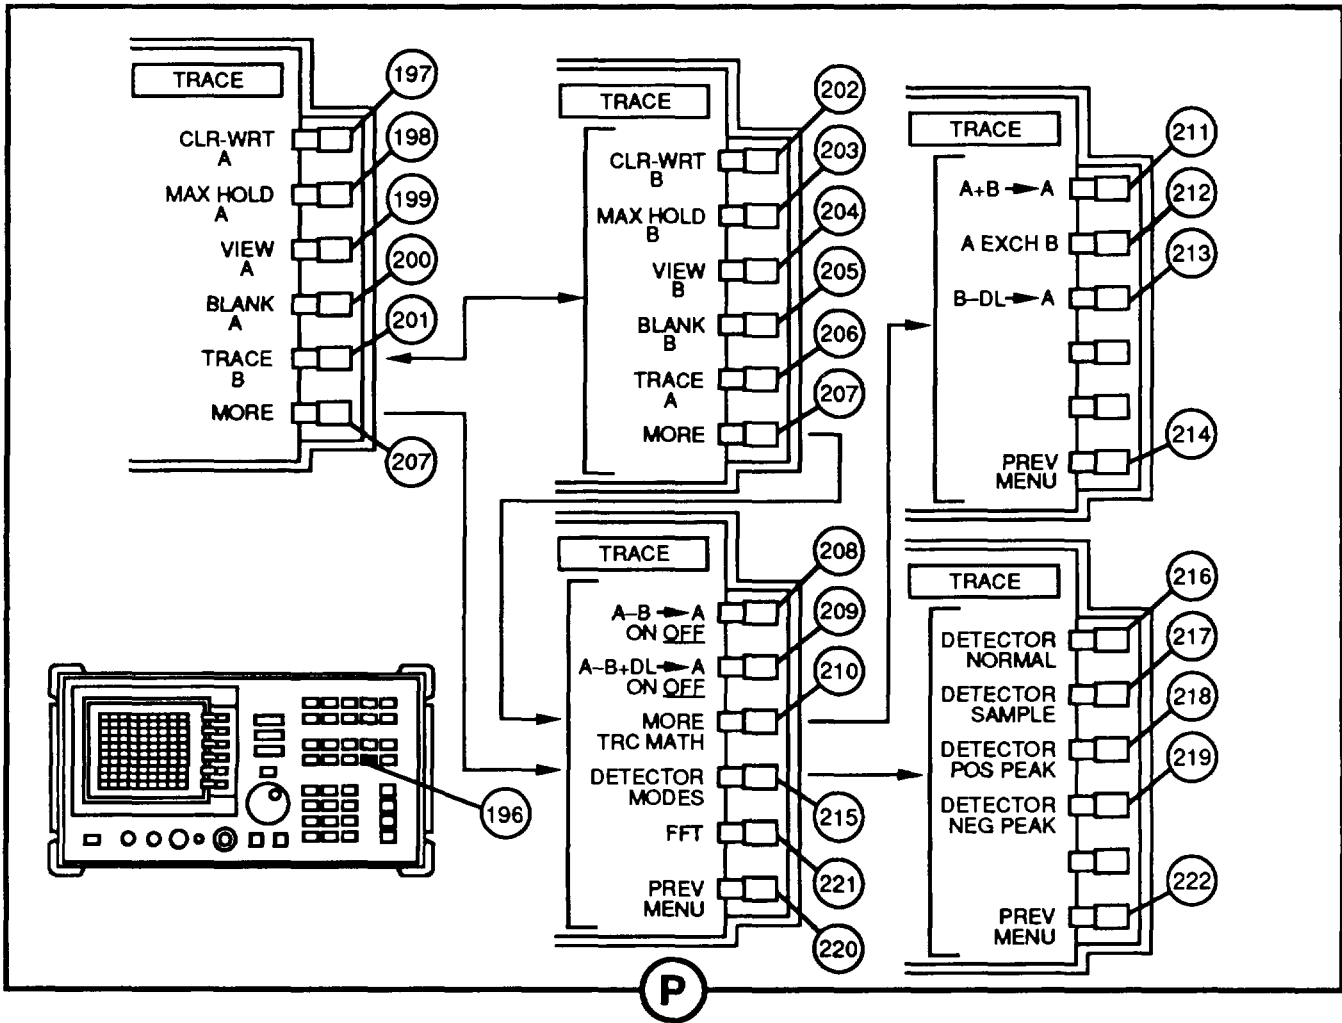 TRACE
197
CLR-WRT
A
198
MAX HOLD
A
199
VIEW
A
200
BLANK
A
201
TRACE
B
MORE
207
TRACE
202
CLR-WRT
B
203
MAX HOLD
B
204
VIEW
B
205
BLANK
B
206
TRACE
A
207
MORE
TRACE
211
A+B→A
212
A EXCH B
213
B–DL→A
214
PREV
MENU
TRACE
208
A–B→A
ON OFF
209
A–B+DL→A
ON OFF
210
MORE
TRC MATH
DETECTOR
MODES
215
FFT
221
PREV
MENU
220
TRACE
216
DETECTOR
NORMAL
217
DETECTOR
SAMPLE
218
DETECTOR
POS PEAK
219
DETECTOR
NEG PEAK
222
PREV
MENU
196
P